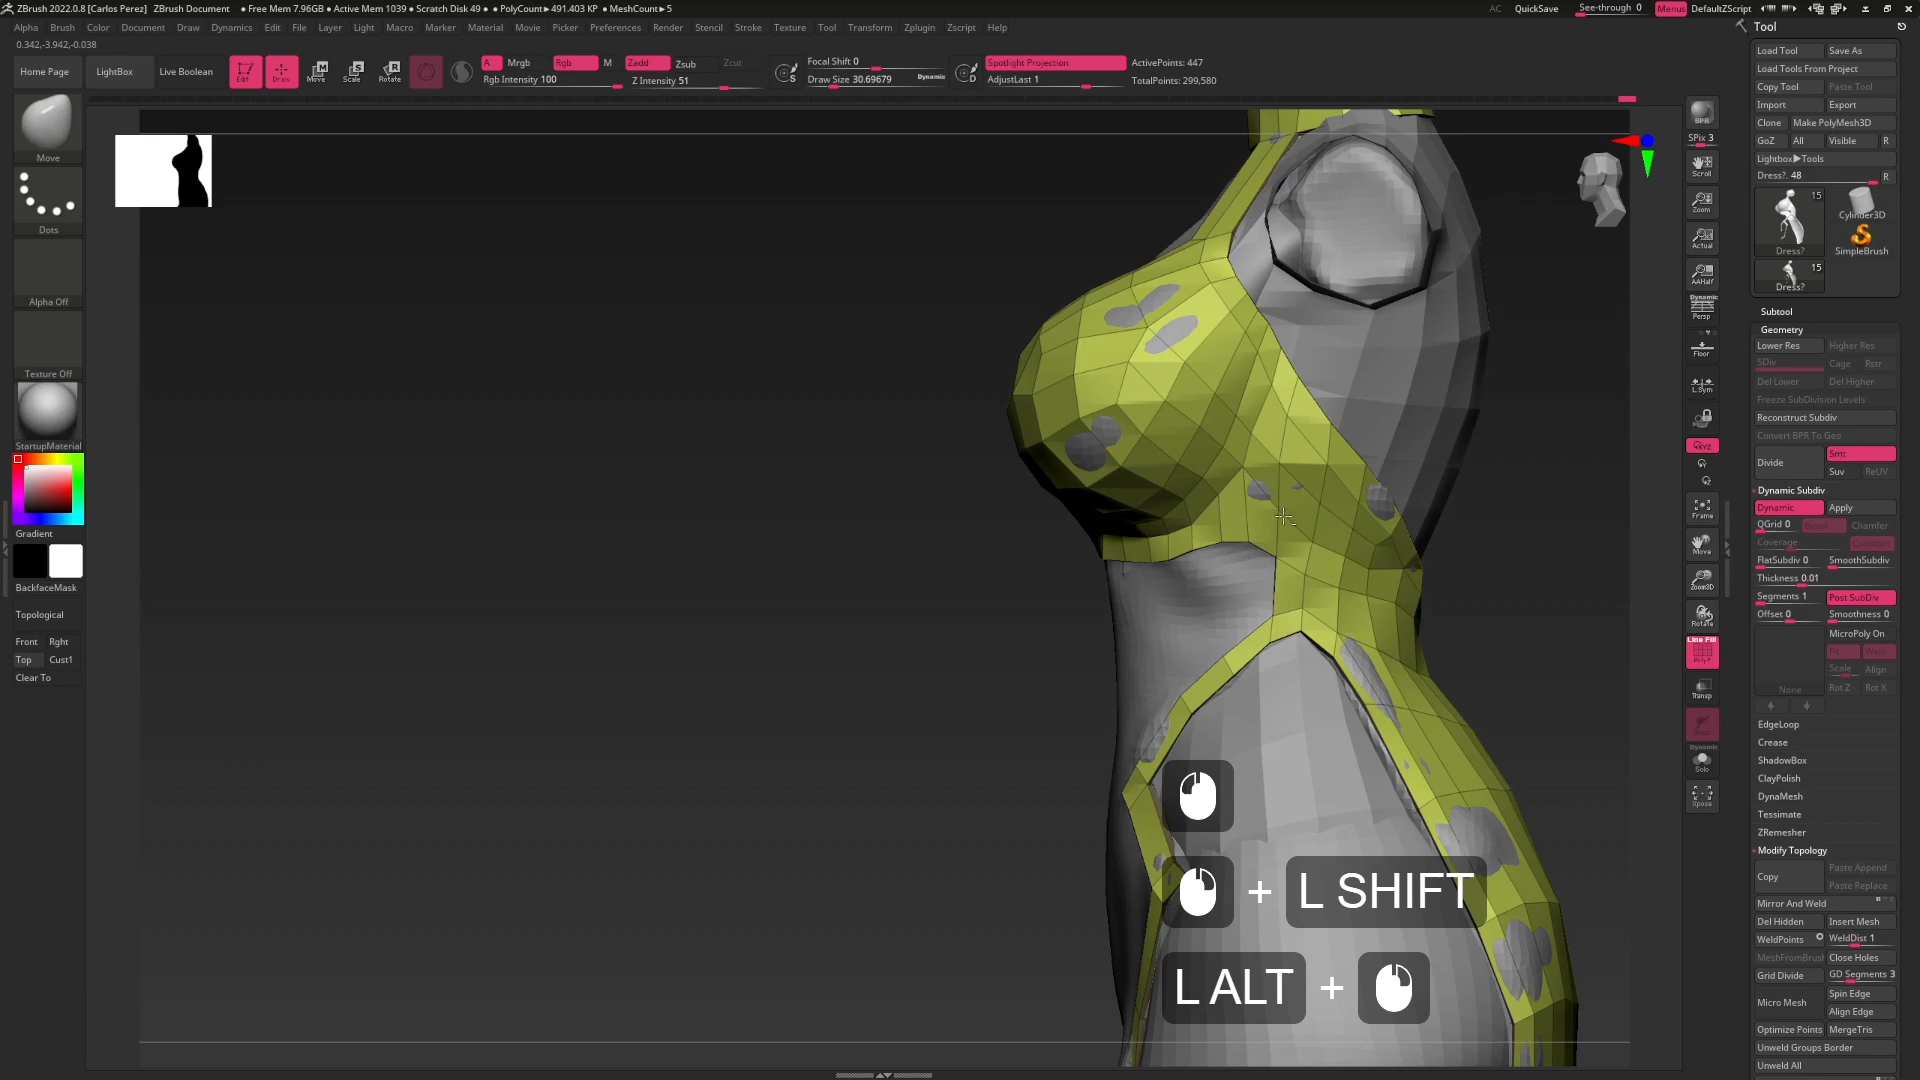 ZBrush 2022.0.8 [Carlos Perez] ZBrush Document • Free Mem 7.96GB • Active Mem 1039 • Scratch Disk 49 • • PolyCount▸491.403 KP • MeshCount▸5
AC QuickSave See-through 0 Menus DefaultZScript
Alpha Brush Color Document Draw Dynamics Edit File Layer Light Macro Marker Material Movie Picker Preferences Render Stencil Stroke Texture Tool Transform Zplugin Zscript Help
0.342,-3.942,-0.038
Home Page LightBox Live Boolean Edit Draw Move Scale Rotate
A Mrgb Rgb M Zadd Zsub Zcut
Rgb Intensity 100 Z Intensity 51
Focal Shift 0
Draw Size 30.69679 Dynamic
Spotlight Projection
AdjustLast 1
ActivePoints: 447
TotalPoints: 299,580
Move
Dots
Alpha Off
Texture Off
StartupMaterial
Gradient
BackfaceMask
Topological
Front Rght
Top Cust1
Clear To
L SHIFT
+
L ALT
+
BPR
SPix 3
Scroll
Zoom
Actual
AAHalf
Dynamic
Persp
Floor
L.Sym
XYZ
Frame
Move
Zoom3D
Rotate
Line Fill
PolyF
Transp
Dynamic
Solo
Xpose
Tool
Load Tool Save As
Load Tools From Project
Copy Tool Paste Tool
Import Export
Clone Make PolyMesh3D
GoZ All Visible R
Lightbox▶Tools
Dress?. 48 R
15
Dress?
Cylinder3D
SimpleBrush
15
Dress?
Subtool
Geometry
Lower Res Higher Res
SDiv Cage Rstr
Del Lower Del Higher
Freeze SubDivision Levels
Reconstruct Subdiv
Convert BPR To Geo
Divide Smt
Suv ReUV
Dynamic Subdiv
Dynamic Apply
QGrid 0 Bevel Chamfer
Coverage Constant
FlatSubdiv 0 SmoothSubdiv
Thickness 0.01
Segments 1 Post SubDiv
Offset 0 Smoothness 0
MicroPoly On
Fit Weld
Scale Align
None Rot Z Rot X
EdgeLoop
Crease
ShadowBox
ClayPolish
DynaMesh
Tessimate
ZRemesher
Modify Topology
Copy Paste Append
Paste Replace
Mirror And Weld
Del Hidden Insert Mesh
WeldPoints WeldDist 1
MeshFromBrush Close Holes
Grid Divide GD Segments 3
Micro Mesh Spin Edge
Align Edge
Optimize Points MergeTris
Unweld Groups Border
Unweld All